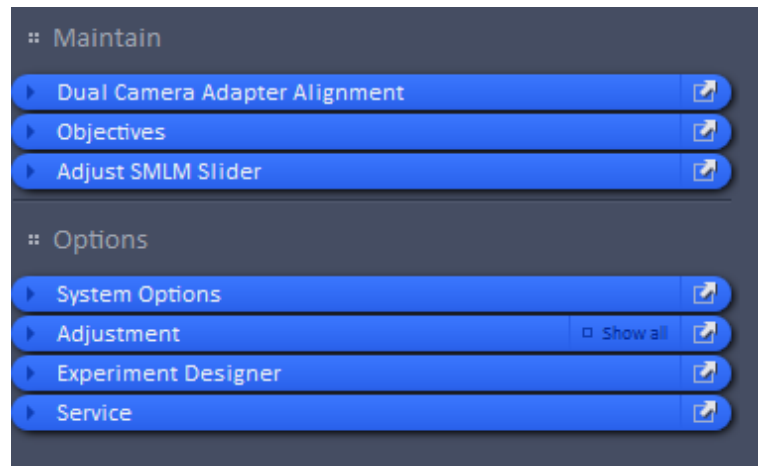 Maintain
Dual Camera Adapter Alignment
Objectives
Adjust SMLM Slider
Options
System Options
Adjustment Show all
Experiment Designer
Service